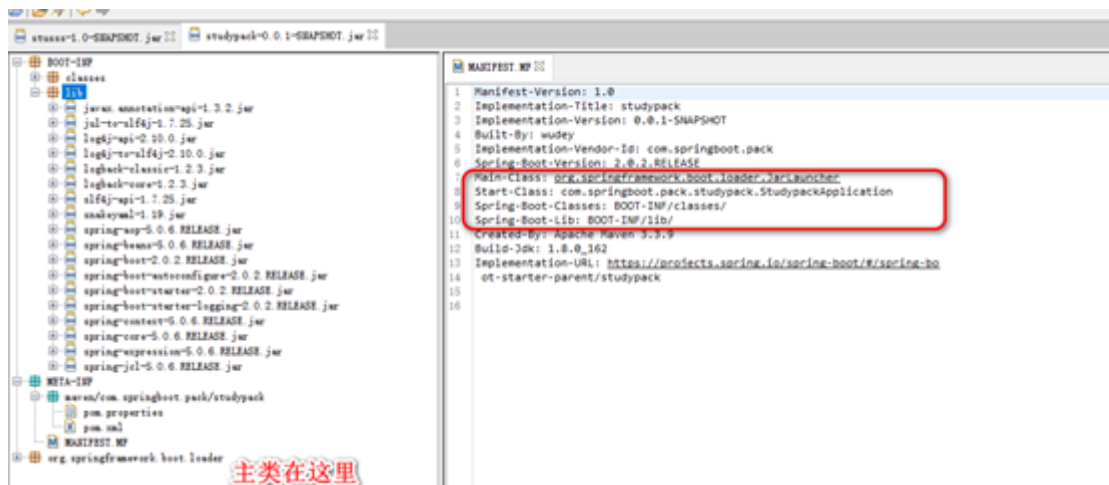 stusss-1.0-SNAPSHOT.jar
studypack-0.0.1-SNAPSHOT.jar
BOOT-INF
classes
lib
javax.annotation-api-1.3.2.jar
jul-to-slf4j-1.7.25.jar
log4j-api-2.10.0.jar
log4j-to-slf4j-2.10.0.jar
logback-classic-1.2.3.jar
logback-core-1.2.3.jar
slf4j-api-1.7.25.jar
snakeyaml-1.19.jar
spring-aop-5.0.6.RELEASE.jar
spring-beans-5.0.6.RELEASE.jar
spring-boot-2.0.2.RELEASE.jar
spring-boot-autoconfigure-2.0.2.RELEASE.jar
spring-boot-starter-2.0.2.RELEASE.jar
spring-boot-starter-logging-2.0.2.RELEASE.jar
spring-context-5.0.6.RELEASE.jar
spring-core-5.0.6.RELEASE.jar
spring-expression-5.0.6.RELEASE.jar
spring-jcl-5.0.6.RELEASE.jar
META-INF
maven/com.springboot.pack/studypack
pom.properties
pom.xml
MANIFEST.MF
org.springframework.boot.loader
主类在这里
MANIFEST.MF
1 Manifest-Version: 1.0
2 Implementation-Title: studypack
3 Implementation-Version: 0.0.1-SNAPSHOT
4 Built-By: wudey
5 Implementation-Vendor-Id: com.springboot.pack
6 Spring-Boot-Version: 2.0.2.RELEASE
7 Main-Class: org.springframework.boot.loader.JarLauncher
8 Start-Class: com.springboot.pack.studypack.StudypackApplication
9 Spring-Boot-Classes: BOOT-INF/classes/
10 Spring-Boot-Lib: BOOT-INF/lib/
11 Created-By: Apache Maven 3.3.9
12 Build-Jdk: 1.8.0_162
13 Implementation-URL: https://projects.spring.io/spring-boot/#/spring-bo
14 ot-starter-parent/studypack
15
16